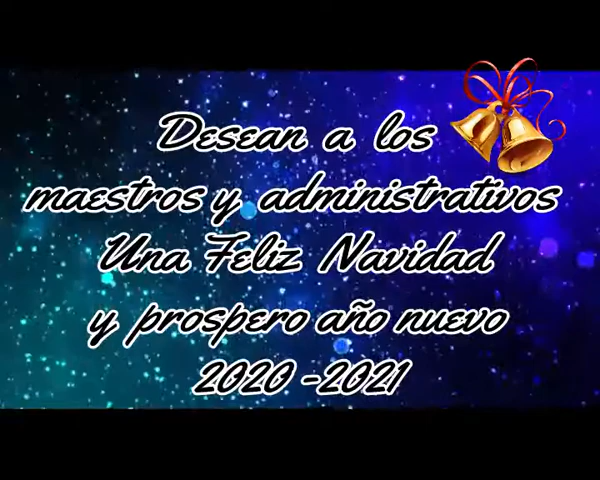 Desean a los
maestros y administrativos
Una Feliz Navidad
y prospero año nuevo
2020 -2021